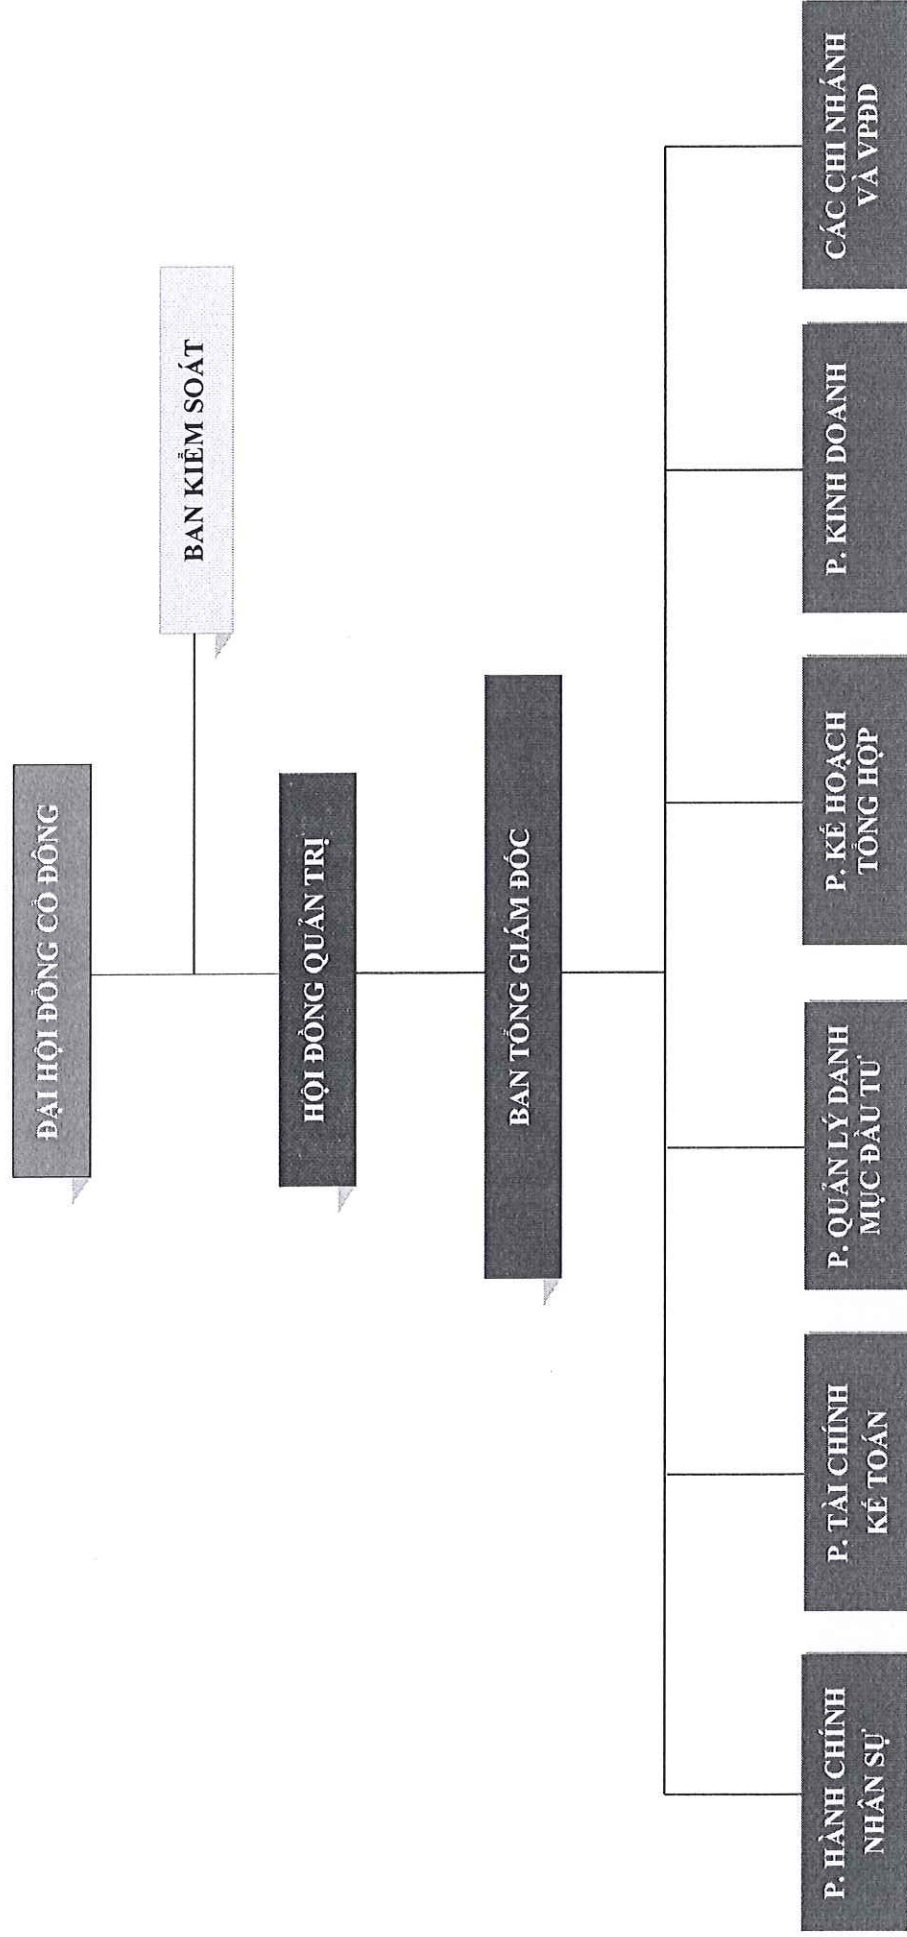 ĐẠI HỘI ĐỒNG CỔ ĐÔNG
BAN KIỂM SOÁT
HỘI ĐỒNG QUẢN TRỊ
BAN TỔNG GIÁM ĐỐC
P. HÀNH CHÍNH
NHÂN SỰ
P. TÀI CHÍNH
KẾ TOÁN
P. QUẢN LÝ DANH
MỤC ĐẦU TƯ
P. KẾ HOẠCH
TỔNG HỢP
P. KINH DOANH
CÁC CHI NHÁNH
VÀ VPĐD